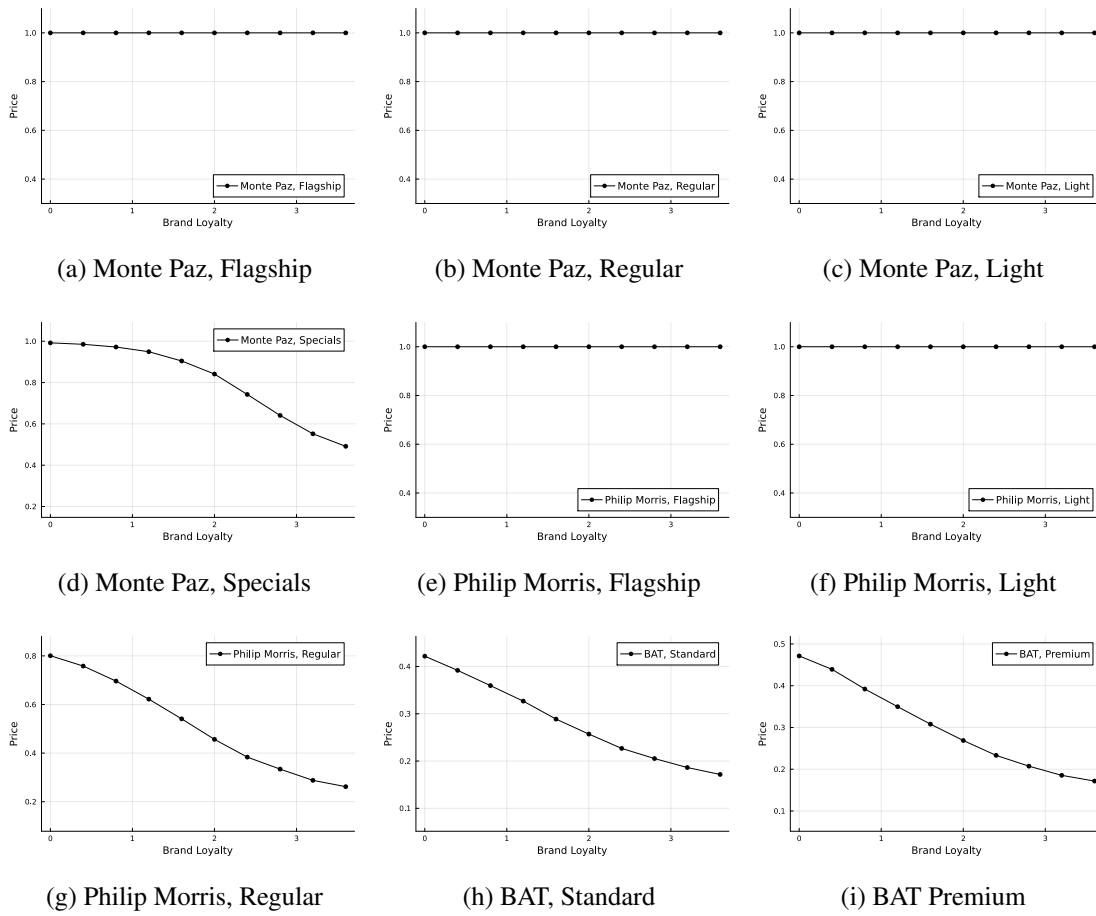 1.0
0.8
0.6
0.4
Price
0 1 2 3
Brand Loyalty
Monte Paz, Flagship
(a) Monte Paz, Flagship
1.0
0.8
0.6
0.4
Price
0 1 2 3
Brand Loyalty
Monte Paz, Regular
(b) Monte Paz, Regular
1.0
0.8
0.6
0.4
Price
0 1 2 3
Brand Loyalty
Monte Paz, Light
(c) Monte Paz, Light
1.0
0.8
0.6
0.4
0.2
Price
0 1 2 3
Brand Loyalty
Monte Paz, Specials
(d) Monte Paz, Specials
1.0
0.8
0.6
0.4
Price
0 1 2 3
Brand Loyalty
Philip Morris, Flagship
(e) Philip Morris, Flagship
1.0
0.8
0.6
0.4
Price
0 1 2 3
Brand Loyalty
Philip Morris, Light
(f) Philip Morris, Light
0.8
0.6
0.4
0.2
Price
0 1 2 3
Brand Loyalty
Philip Morris, Regular
(g) Philip Morris, Regular
0.4
0.3
0.2
0.1
Price
0 1 2 3
Brand Loyalty
BAT, Standard
(h) BAT, Standard
0.5
0.4
0.3
0.2
0.1
Price
0 1 2 3
Brand Loyalty
BAT, Premium
(i) BAT Premium